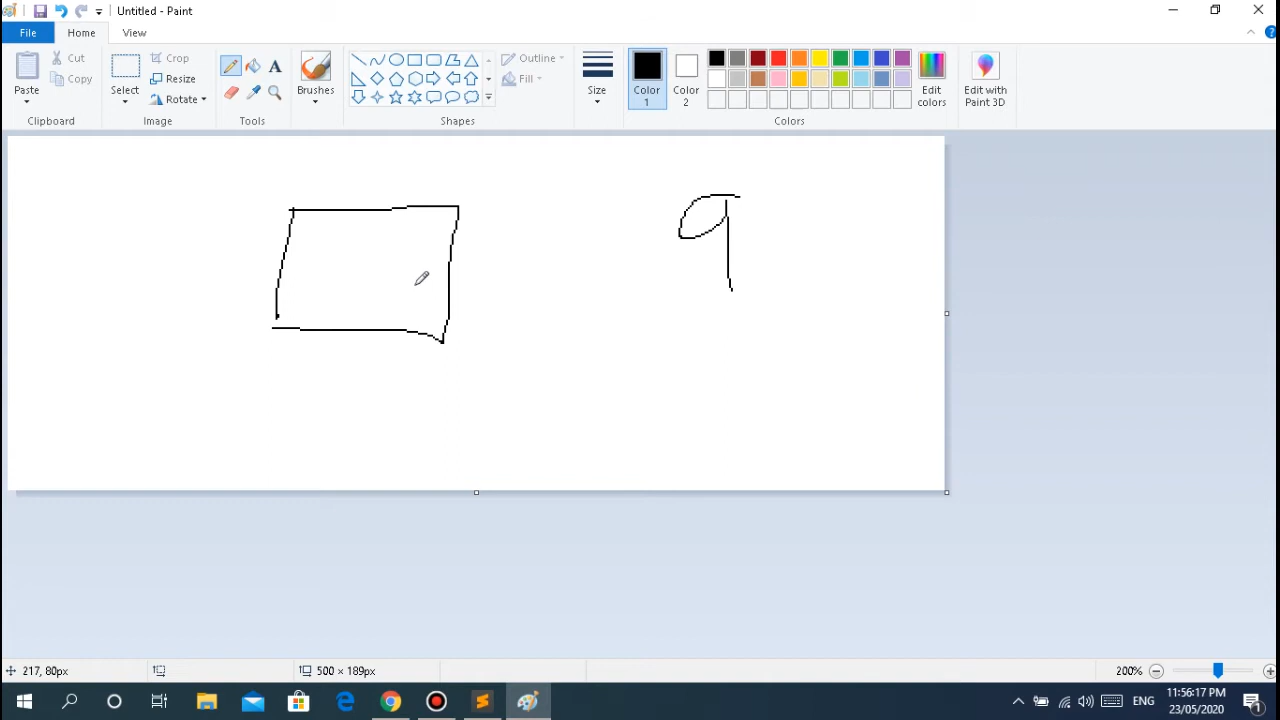 Untitled - Paint
File Home View
Paste
Cut
Copy
Clipboard
Select
Crop
Resize
Rotate
Image
A
Tools
Brushes
Shapes
Outline
Fill
Size
Color 1
Color 2
Colors
Edit colors
Edit with Paint 3D
9
217, 80px
500 × 189px
200%
ENG
11:56:17 PM
23/05/2020
1